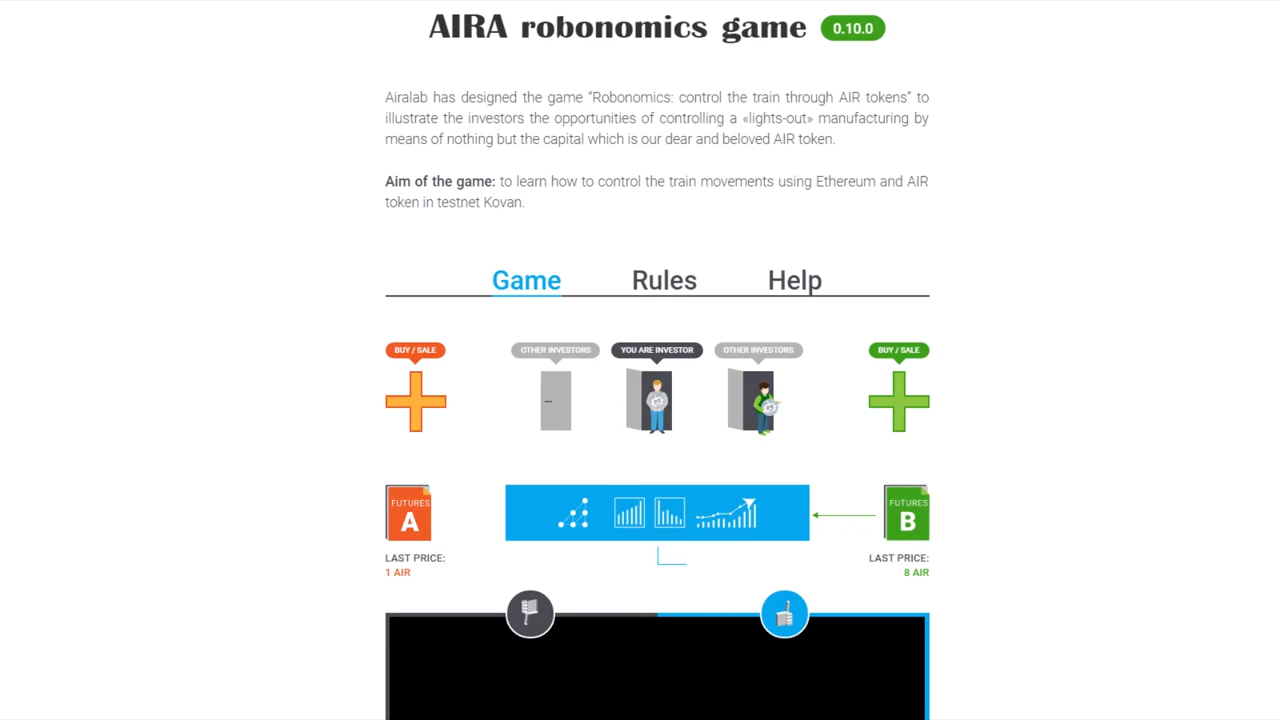 AIRA robonomics game 0.10.0
Airalab has designed the game “Robonomics: control the train through AIR tokens” to
illustrate the investors the opportunities of controlling a «lights-out» manufacturing by
means of nothing but the capital which is our dear and beloved AIR token.
Aim of the game: to learn how to control the train movements using Ethereum and AIR
token in testnet Kovan.
Game Rules Help
BUY / SALE OTHER INVESTORS YOU ARE INVESTOR OTHER INVESTORS BUY / SALE
FUTURES FUTURES
A B
LAST PRICE: LAST PRICE:
1 AIR 8 AIR